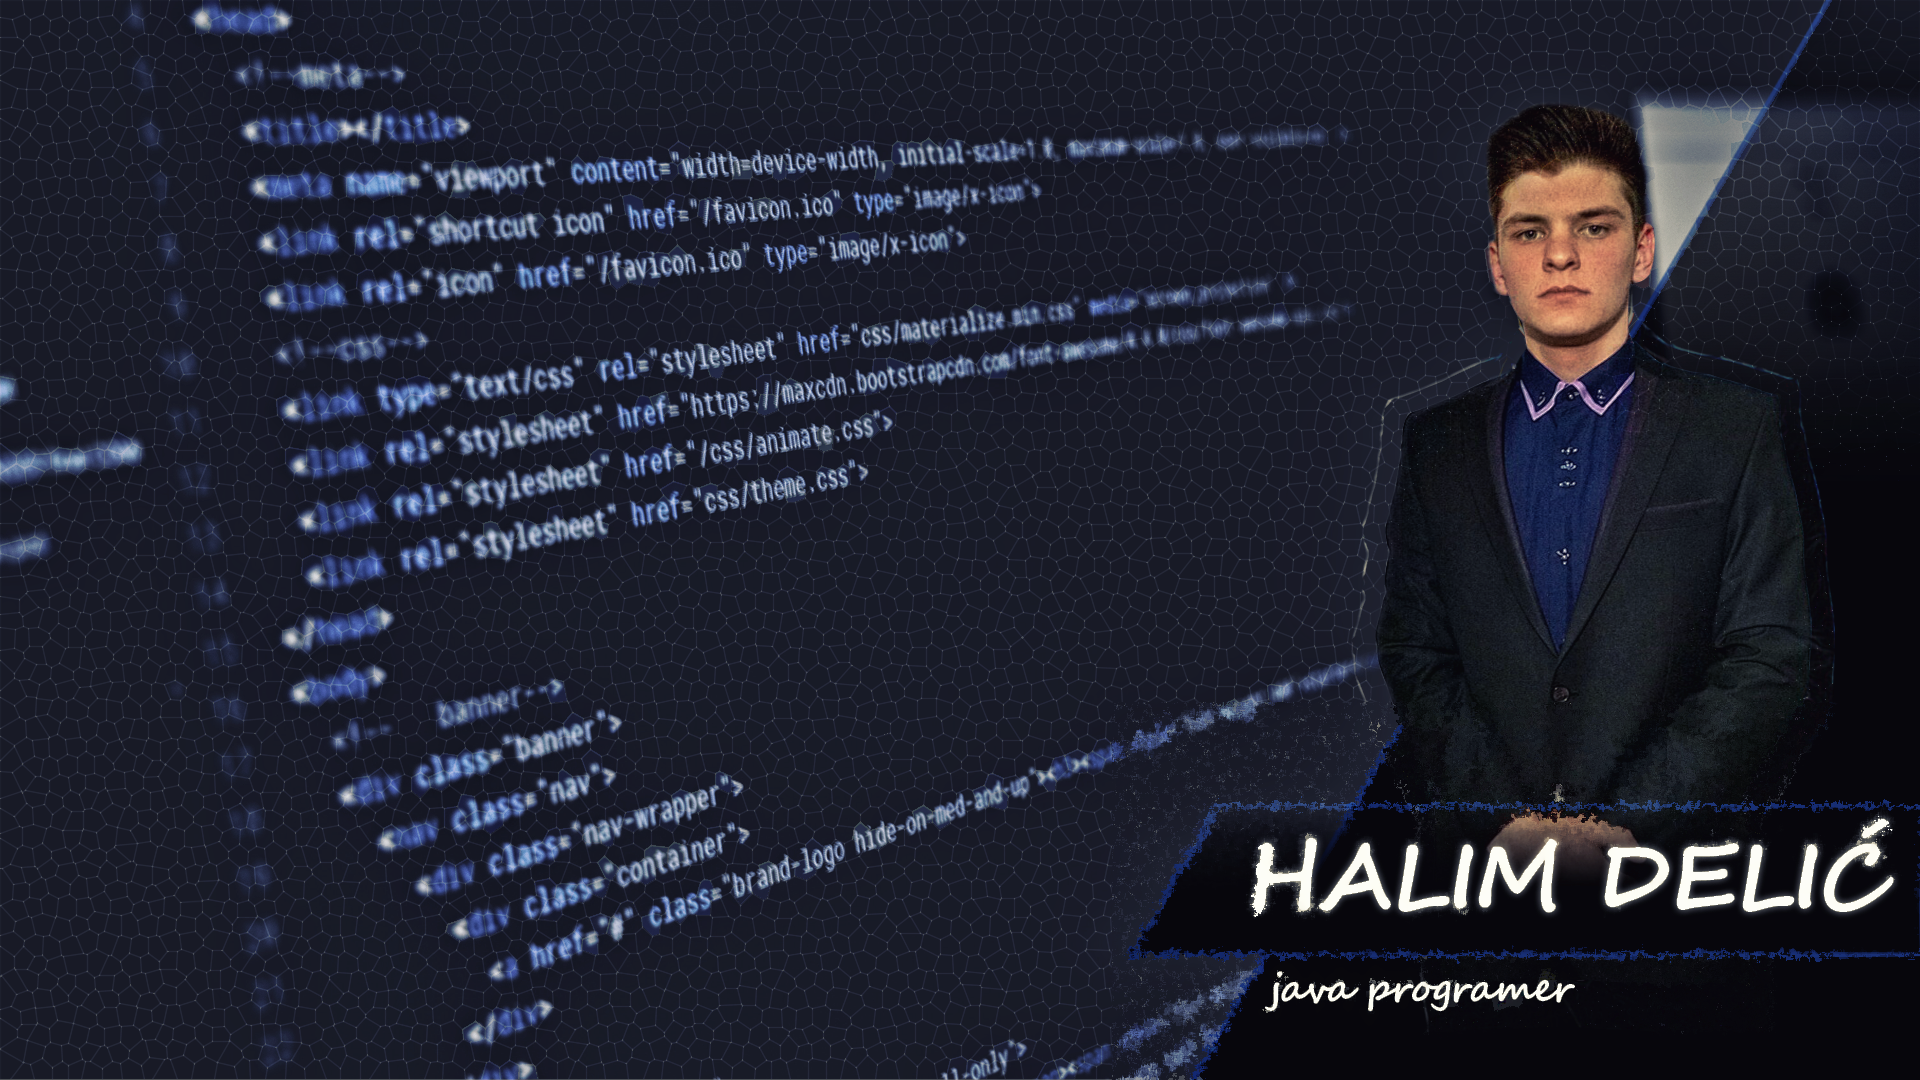 <!--meta-->
<title></title>
<meta name="viewport" content="width=device-width, initial-scale=1.0,
<link rel="shortcut icon" href="/favicon.ico" type="image/x-icon">
<link rel="icon" href="/favicon.ico" type="image/x-icon">
<!--css-->
<link type="text/css" rel="stylesheet" href="css/materialize.min.css"
<link rel="stylesheet" href="https://maxcdn.bootstrapcdn.com/font-awesome/
<link rel="stylesheet" href="/css/animate.css">
<link rel="stylesheet" href="css/theme.css">
</head>
<body>
<!-- banner-->
<div class="banner">
<nav class="nav">
<div class="nav-wrapper">
<div class="container">
<a href="#" class="brand-logo hide-on-med-and-up">
</div>
HALIM DELIĆ
java programer